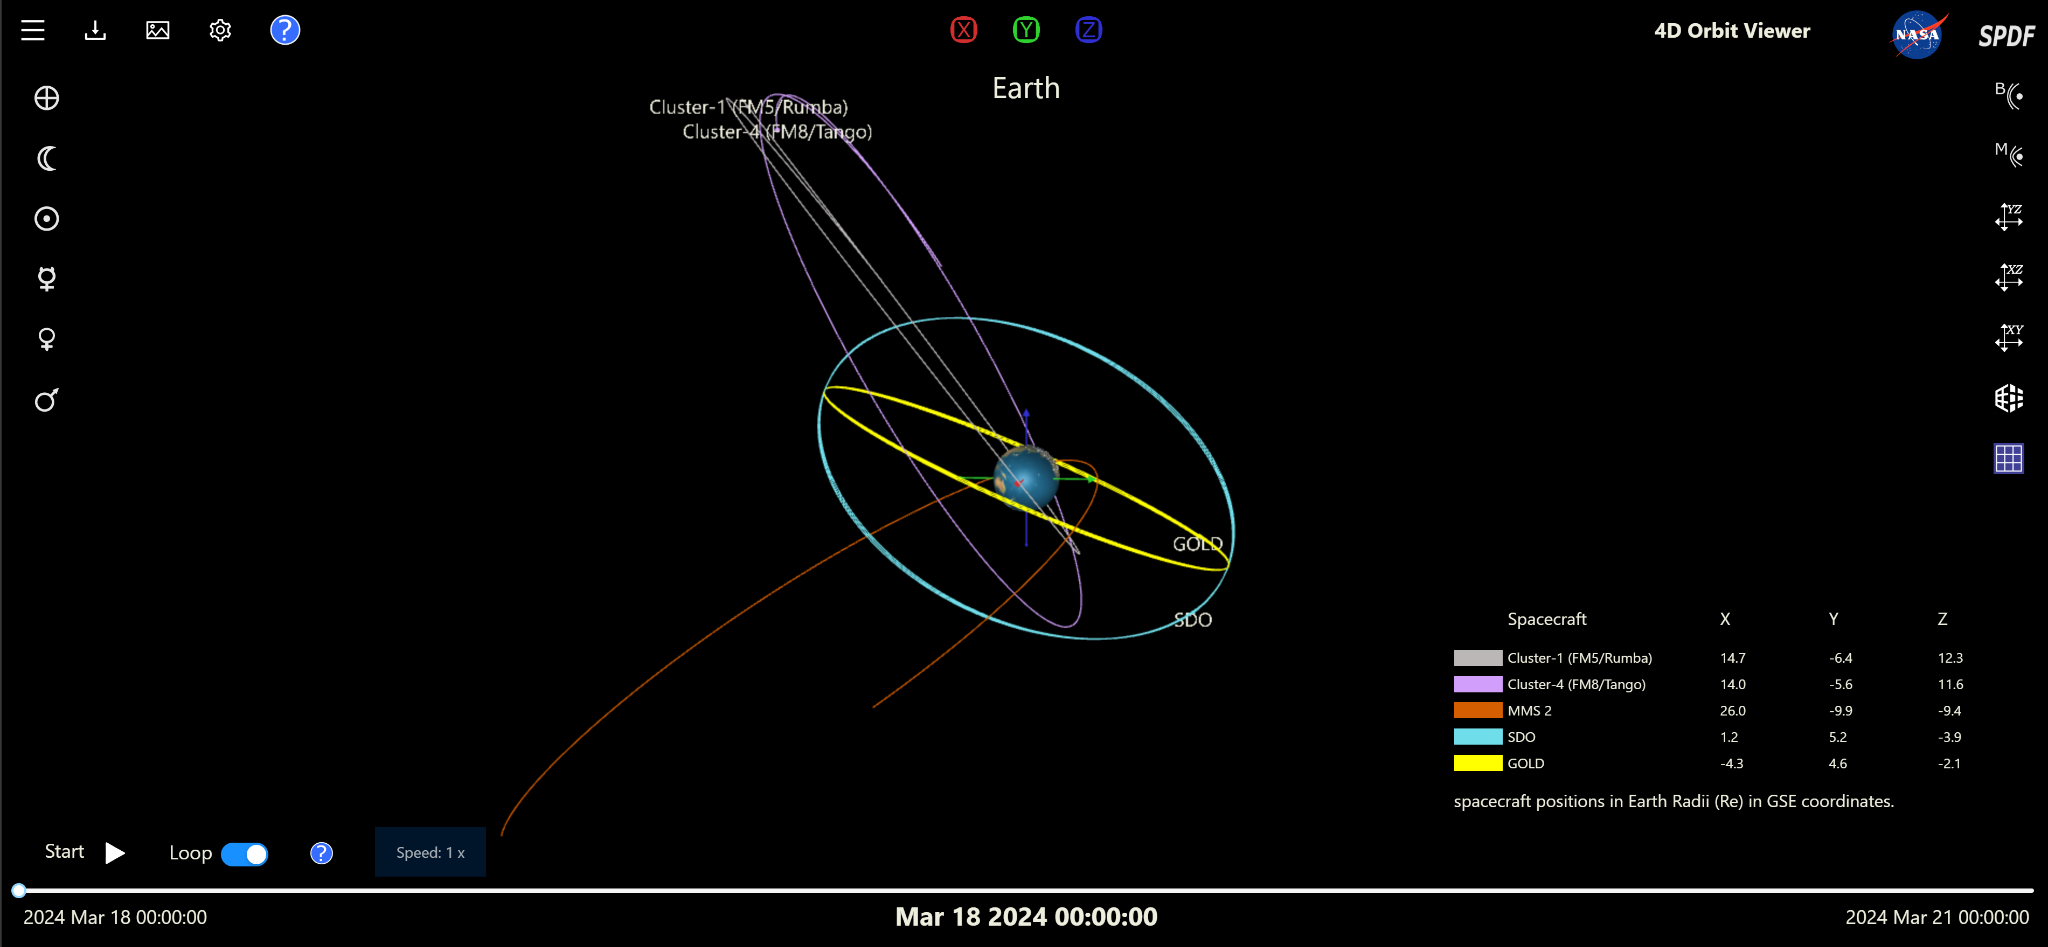 ? X Y Z 4D Orbit Viewer NASA SPDF
Earth
B
Cluster-1 (FM5/Rumba)
Cluster-4 (FM8/Tango)
M
YZ
XZ
XY
GOLD
SDO
Spacecraft X Y Z
Cluster-1 (FM5/Rumba) 14.7 -6.4 12.3
Cluster-4 (FM8/Tango) 14.0 -5.6 11.6
MMS 2 26.0 -9.9 -9.4
SDO 1.2 5.2 -3.9
GOLD -4.3 4.6 -2.1
spacecraft positions in Earth Radii (Re) in GSE coordinates.
Start Loop ? Speed: 1 x
2024 Mar 18 00:00:00 Mar 18 2024 00:00:00 2024 Mar 21 00:00:00